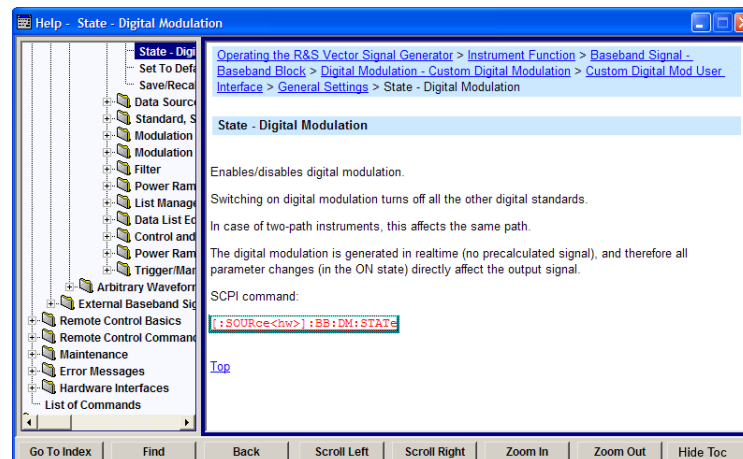 Help - State - Digital Modulation
State - Digi
Set To Defa
Save/Recal
Data Source
Standard, S
Modulation
Modulation
Filter
Power Ram
List Manage
Data List Ed
Control and
Power Ram
Trigger/Mar
Arbitrary Waveform
External Baseband Sig
Remote Control Basics
Remote Control Command
Maintenance
Error Messages
Hardware Interfaces
List of Commands
Operating the R&S Vector Signal Generator > Instrument Function > Baseband Signal -
Baseband Block > Digital Modulation - Custom Digital Modulation > Custom Digital Mod User
Interface > General Settings > State - Digital Modulation
State - Digital Modulation
Enables/disables digital modulation.
Switching on digital modulation turns off all the other digital standards.
In case of two-path instruments, this affects the same path.
The digital modulation is generated in realtime (no precalculated signal), and therefore all
parameter changes (in the ON state) directly affect the output signal.
SCPI command:
[:SOURce<hw>]:BB:DM:STATe
Top
Go To Index
Find
Back
Scroll Left
Scroll Right
Zoom In
Zoom Out
Hide Toc